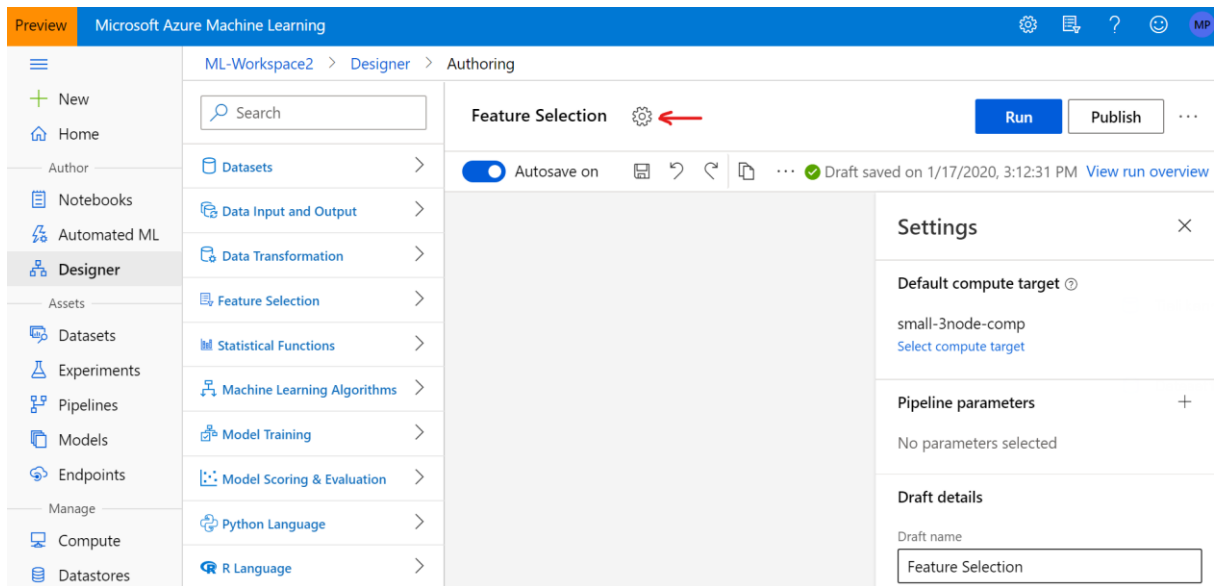 Preview
Microsoft Azure Machine Learning
MP
New
Home
Author
Notebooks
Automated ML
Designer
Assets
Datasets
Experiments
Pipelines
Models
Endpoints
Manage
Compute
Datastores
ML-Workspace2 > Designer > Authoring
Search
Datasets
Data Input and Output
Data Transformation
Feature Selection
Statistical Functions
Machine Learning Algorithms
Model Training
Model Scoring & Evaluation
Python Language
R Language
Feature Selection
Run
Publish
Autosave on
Draft saved on 1/17/2020, 3:12:31 PM View run overview
Settings
Default compute target
small-3node-comp
Select compute target
Pipeline parameters
No parameters selected
Draft details
Draft name
Feature Selection